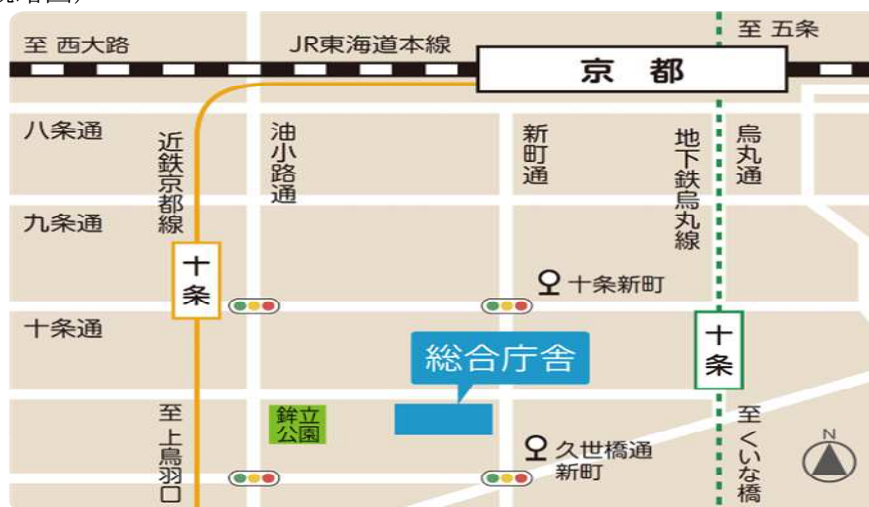 至 西大路
JR東海道本線
至 五条
京 都
八条通
近鉄京都線
油小路通
新町通
地下鉄烏丸線
烏丸通
九条通
十条
十条新町
十条通
十条
総合庁舎
至 上鳥羽口
鉾立
公園
久世橋通
新町
至 くいな橋
N